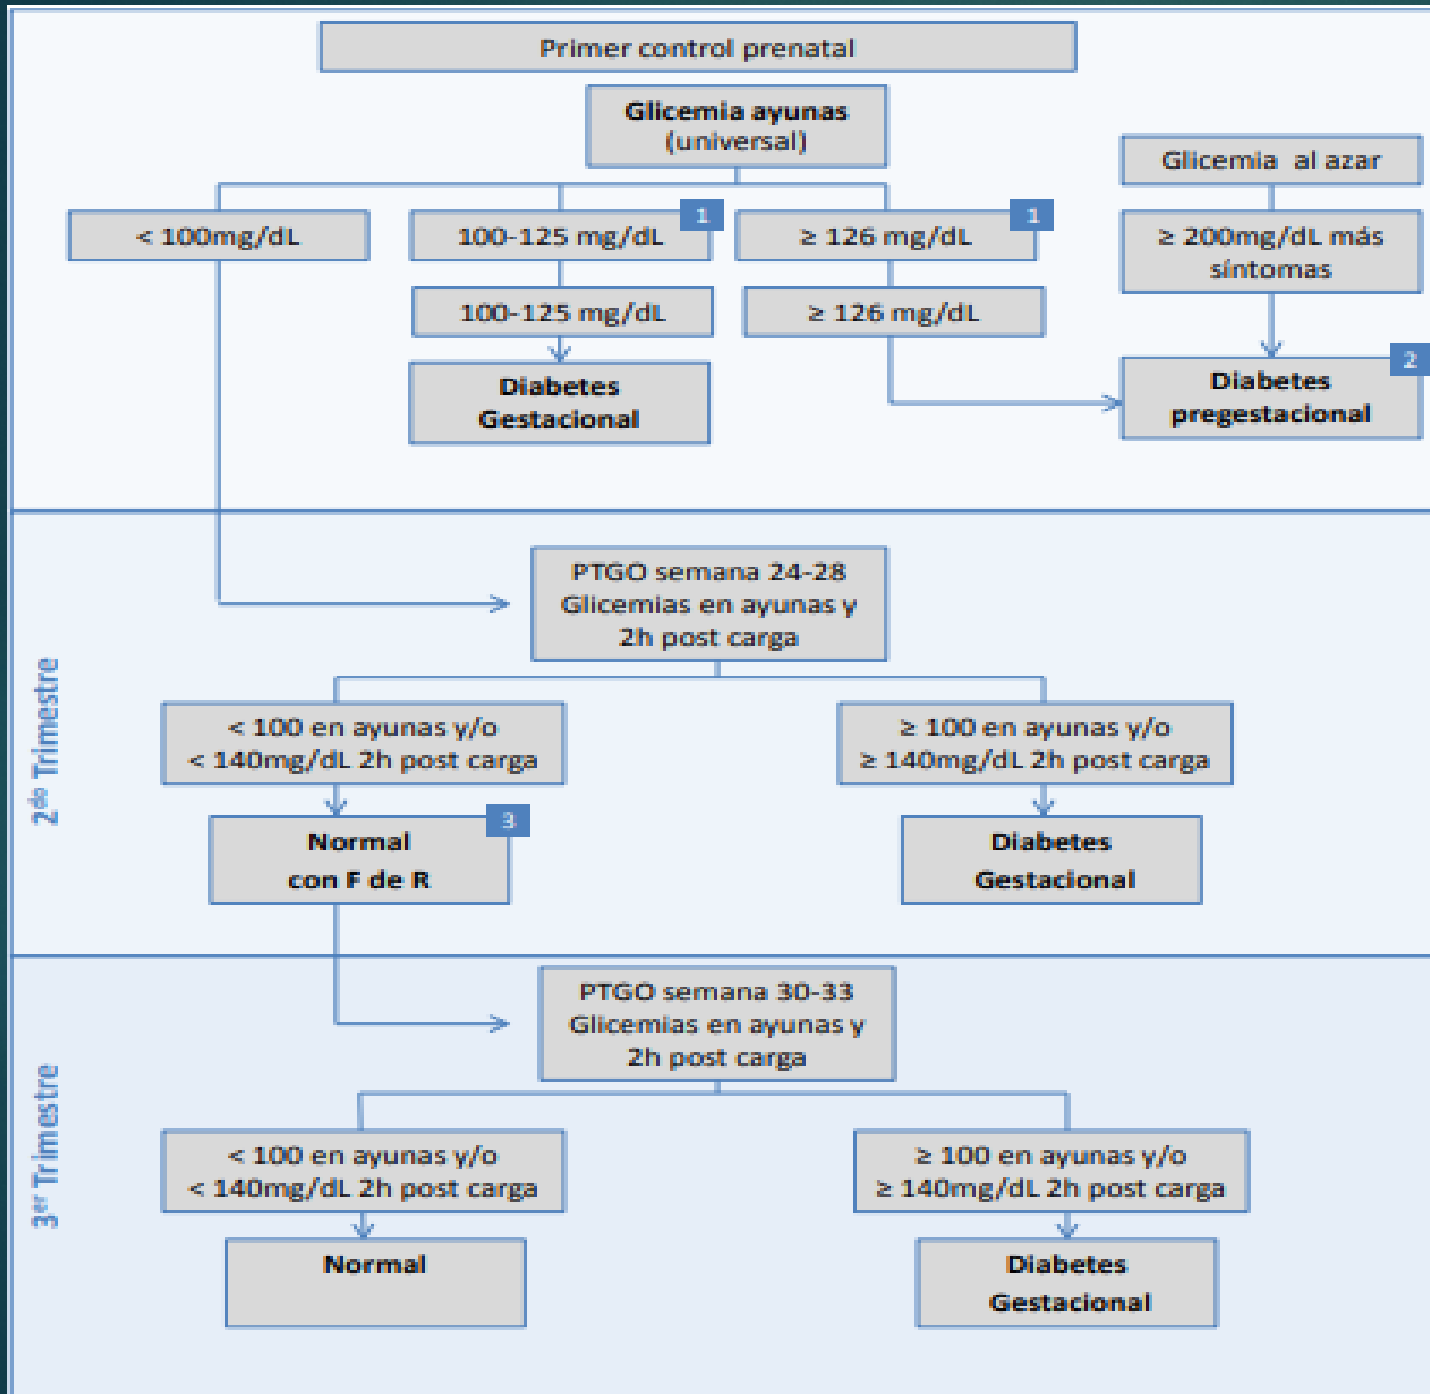 Primer control prenatal
Glicemia ayunas
(universal)
Glicemia al azar
< 100mg/dL
100-125 mg/dL
1
≥ 126 mg/dL
1
≥ 200mg/dL más
síntomas
100-125 mg/dL
≥ 126 mg/dL
Diabetes
Gestacional
Diabetes
pregestacional
2
2do Trimestre
PTGO semana 24-28
Glicemias en ayunas y
2h post carga
< 100 en ayunas y/o
< 140mg/dL 2h post carga
≥ 100 en ayunas y/o
≥ 140mg/dL 2h post carga
Normal
con F de R
3
Diabetes
Gestacional
3er Trimestre
PTGO semana 30-33
Glicemias en ayunas y
2h post carga
< 100 en ayunas y/o
< 140mg/dL 2h post carga
≥ 100 en ayunas y/o
≥ 140mg/dL 2h post carga
Normal
Diabetes
Gestacional